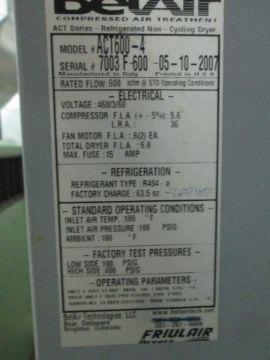 BelAir
COMPRESSED AIR TREATMENT
ACT Series - Refrigerated Non - Cycling Dryer
MODEL # ACT600-4
SERIAL # 7003 F 600 -05-10-2007
Manufactured in Italy Printed in U S A
RATED FLOW: 600 scfm @ STD Operating Conditions
- ELECTRICAL -
VOLTAGE : 460/3/60
COMPRESSOR F.L.A. (+ - 5%) : 5.6
L.R.A. : 36
FAN MOTOR F.L.A. : .6(2) EA.
TOTAL DRYER F.L.A. : 6.8
MAX. FUSE : 15 AMP
- REFRIGERATION -
REFRIGERANT TYPE : R404-a
FACTORY CHARGE : 63.5 oz.
- STANDARD OPERATING CONDITIONS -
INLET AIR TEMP. :100 °F
INLET AIR PRESSURE :100 PSIG
AMBIENT :100 °F
- FACTORY TEST PRESSURES -
LOW SIDE PSIG
HIGH SIDE PSIG
- OPERATING PARAMETERS -
BelAir Technologies, LLC www.belairtech.net
Bear, Delaware
Brighton, Colorado
FRIULAIR
Dryers